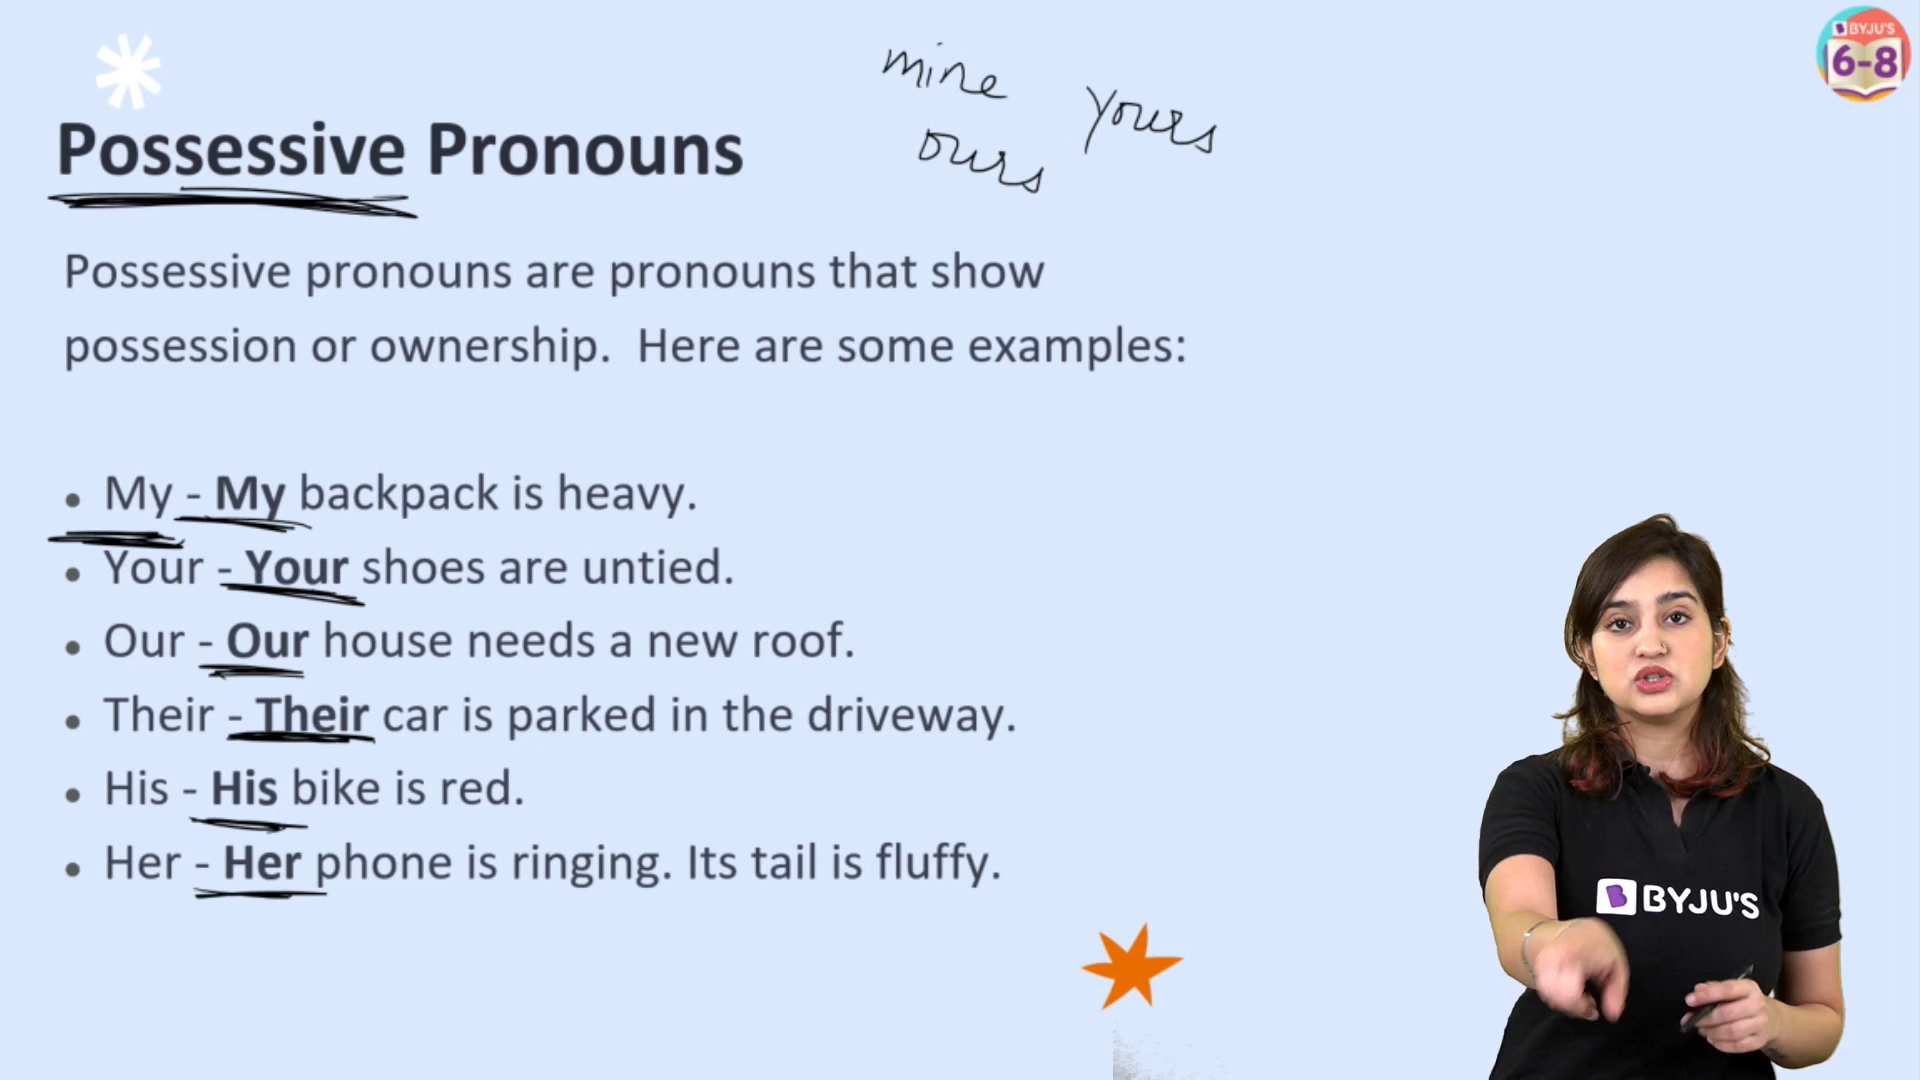 mine yours
ours
BYJU'S
6-8
Possessive Pronouns
Possessive pronouns are pronouns that show
possession or ownership. Here are some examples:
• My - My backpack is heavy.
• Your - Your shoes are untied.
• Our - Our house needs a new roof.
• Their - Their car is parked in the driveway.
• His - His bike is red.
• Her - Her phone is ringing. Its tail is fluffy.
BYJU'S